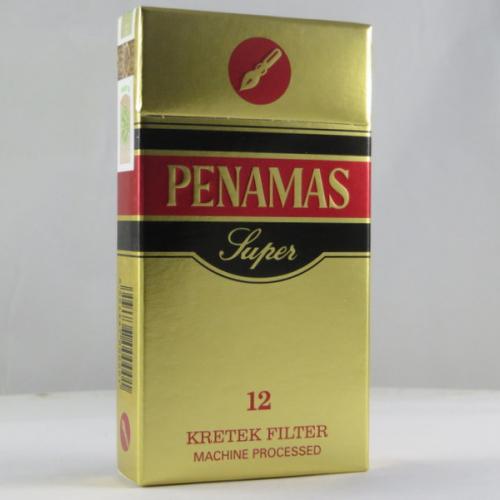 PENAMAS
Super
12
KRETEK FILTER
MACHINE PROCESSED